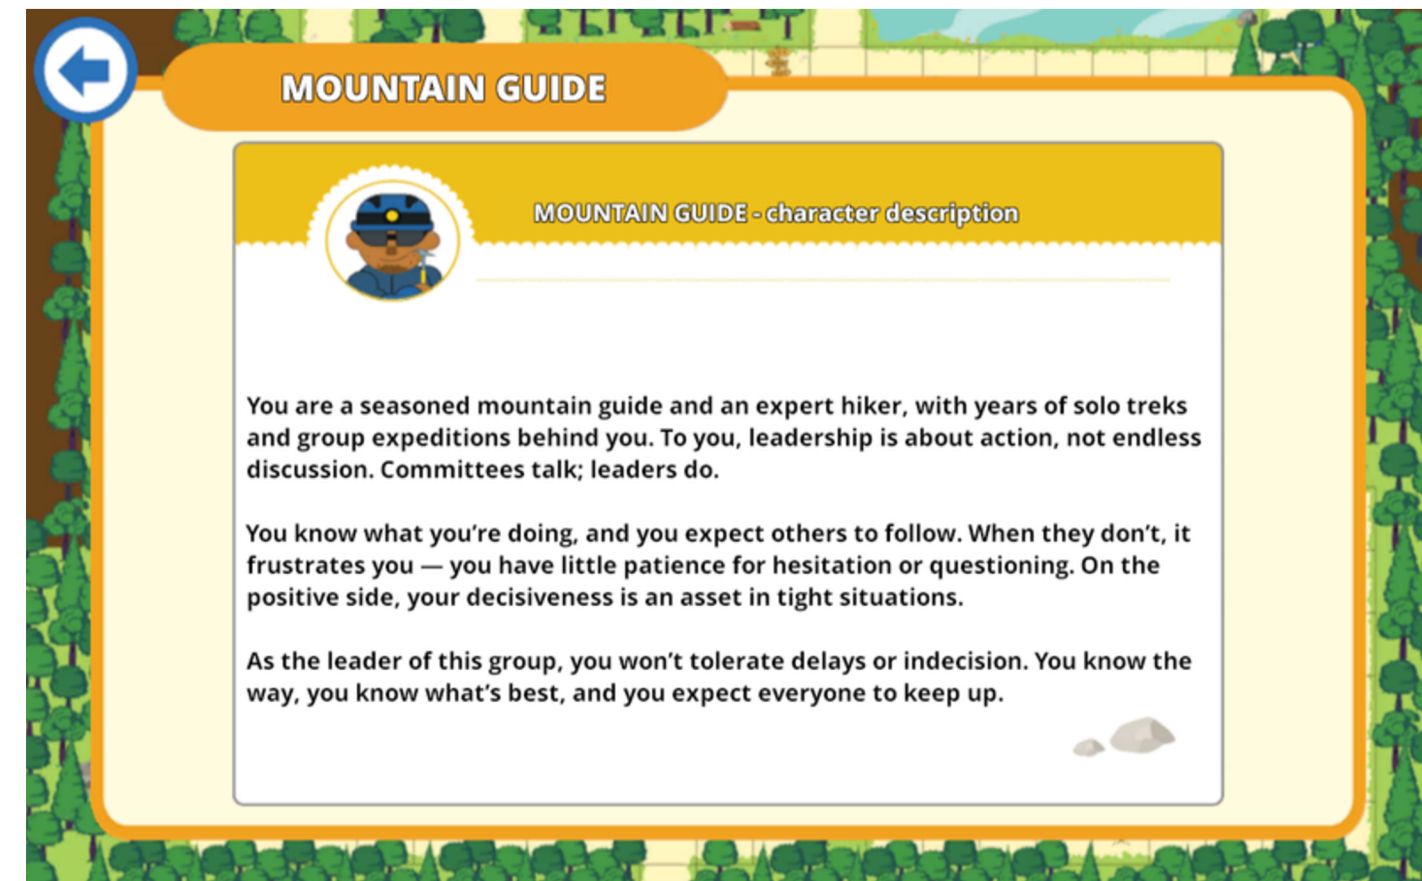 MOUNTAIN GUIDE
MOUNTAIN GUIDE - character description
You are a seasoned mountain guide and an expert hiker, with years of solo treks
and group expeditions behind you. To you, leadership is about action, not endless
discussion. Committees talk; leaders do.
You know what you’re doing, and you expect others to follow. When they don’t, it
frustrates you — you have little patience for hesitation or questioning. On the
positive side, your decisiveness is an asset in tight situations.
As the leader of this group, you won’t tolerate delays or indecision. You know the
way, you know what’s best, and you expect everyone to keep up.